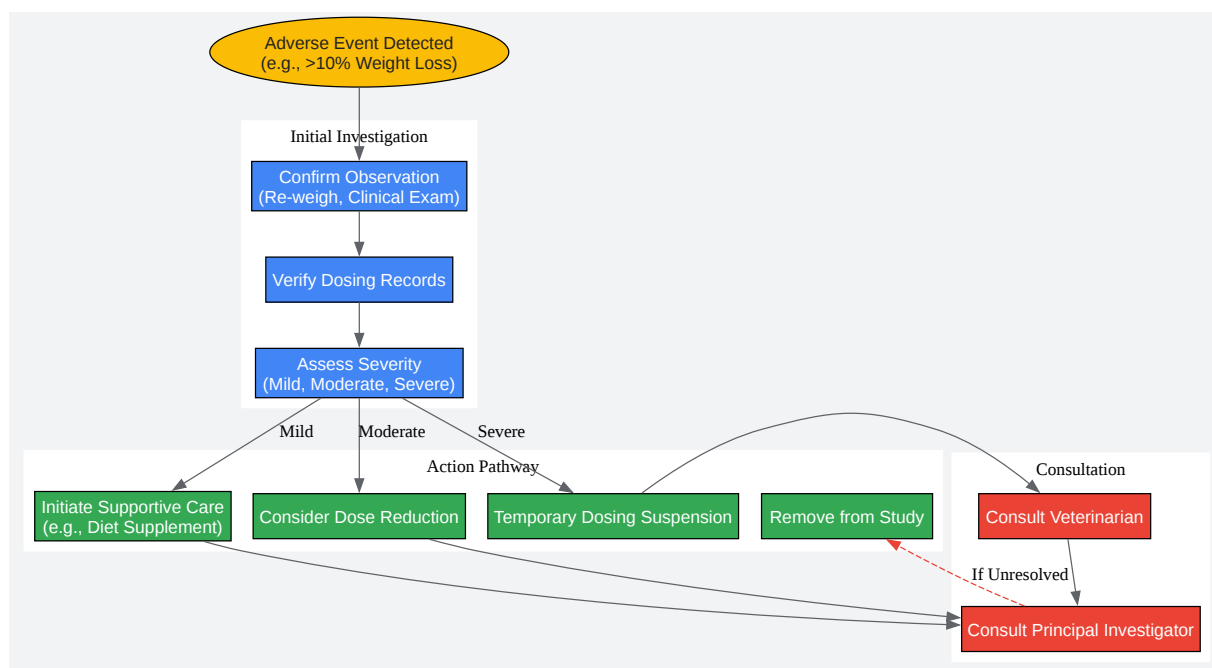 Adverse Event Detected
(e.g., >10% Weight Loss)
Initial Investigation
Confirm Observation
(Re-weigh, Clinical Exam)
Verify Dosing Records
Assess Severity
(Mild, Moderate, Severe)
Mild
Moderate
Severe
Action Pathway
Consultation
Initiate Supportive Care
(e.g., Diet Supplement)
Consider Dose Reduction
Temporary Dosing Suspension
Remove from Study
Consult Veterinarian
If Unresolved
Consult Principal Investigator